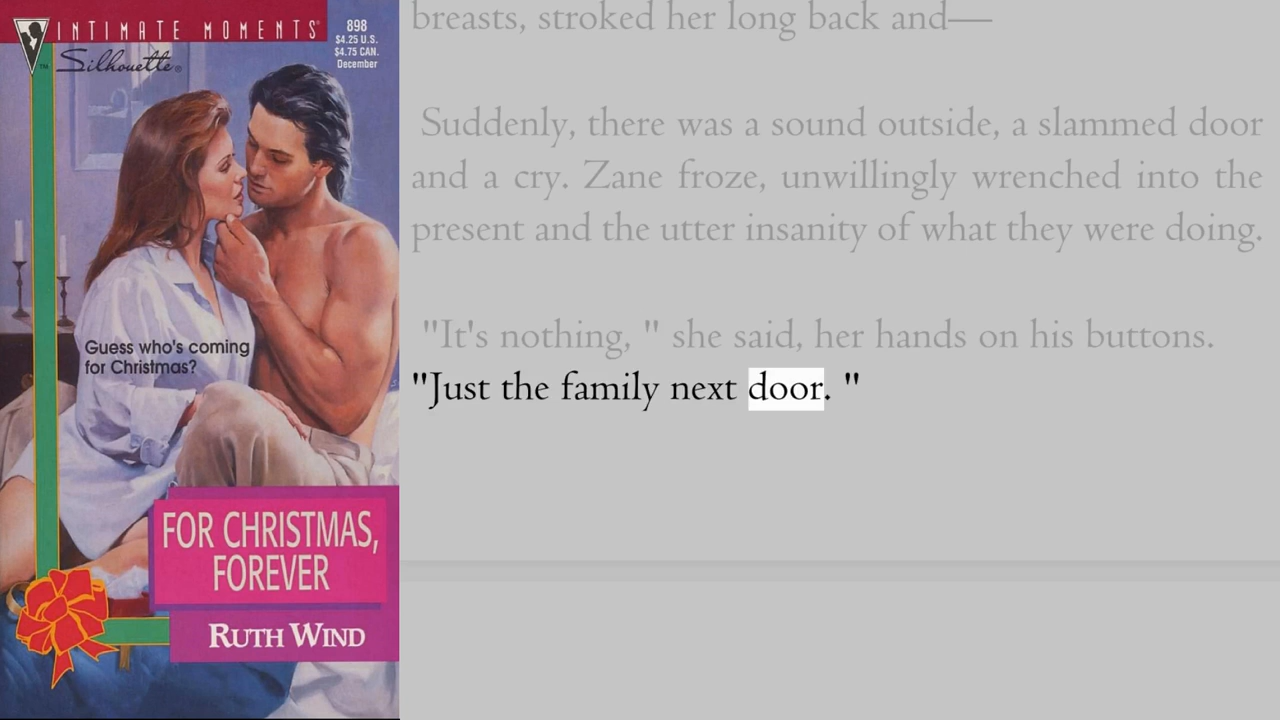 INTIMATE MOMENTS®
898
$4.25 U.S.
$4.75 CAN.
December
TM
Silhouette®
Guess who's coming
for Christmas?
FOR CHRISTMAS,
FOREVER
RUTH WIND
breasts, stroked her long back and—
Suddenly, there was a sound outside, a slammed door
and a cry. Zane froze, unwillingly wrenched into the
present and the utter insanity of what they were doing.
"It's nothing, " she said, her hands on his buttons.
"Just the family next door. "